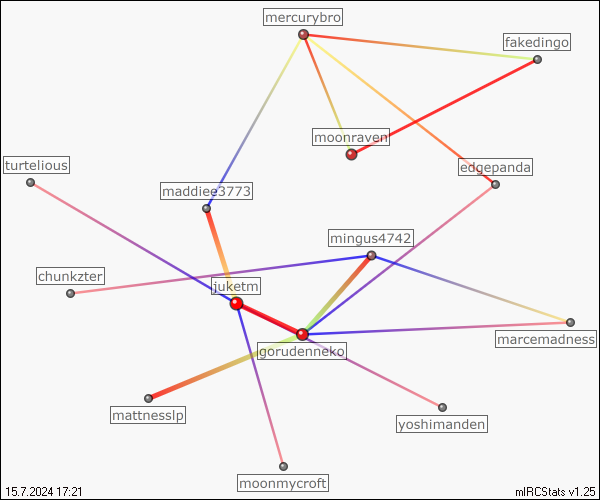 mercurybro
fakedingo
moonraven
turtelious
edgepanda
maddiee3773
mingus4742
chunkzter
juketm
marcemadness
gorudenneko
mattnesslp
yoshimanden
moonmycroft
15.7.2024 17:21
mIRCStats v1.25